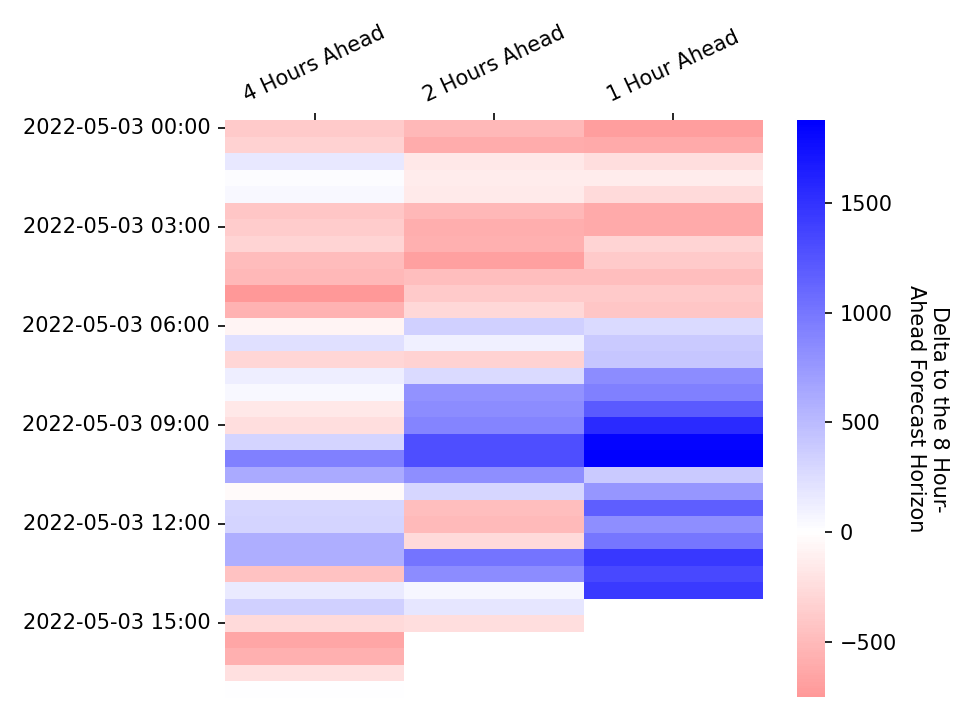 4 Hours Ahead
2 Hours Ahead
1 Hour Ahead
2022-05-03 00:00
2022-05-03 03:00
2022-05-03 06:00
2022-05-03 09:00
2022-05-03 12:00
2022-05-03 15:00
1500
1000
500
0
−500
Delta to the 8 Hour-
Ahead Forecast Horizon